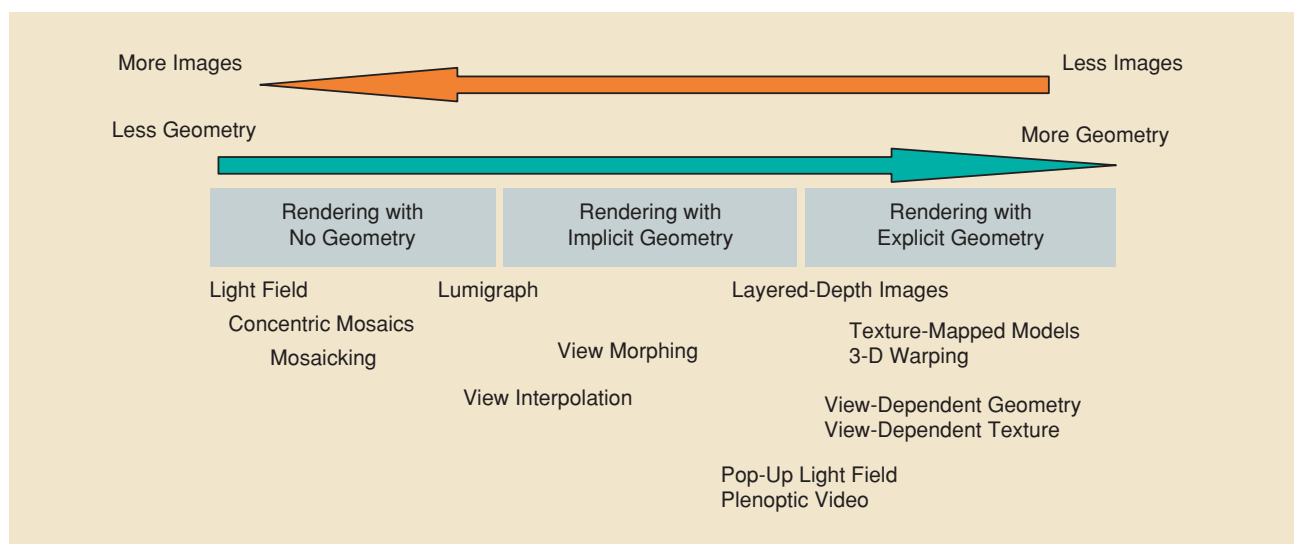 More Images
Less Images
Less Geometry
More Geometry
Rendering with
No Geometry
Rendering with
Implicit Geometry
Rendering with
Explicit Geometry
Light Field
Lumigraph
Layered-Depth Images
Concentric Mosaics
Mosaicking
View Morphing
Texture-Mapped Models
3-D Warping
View Interpolation
View-Dependent Geometry
View-Dependent Texture
Pop-Up Light Field
Plenoptic Video